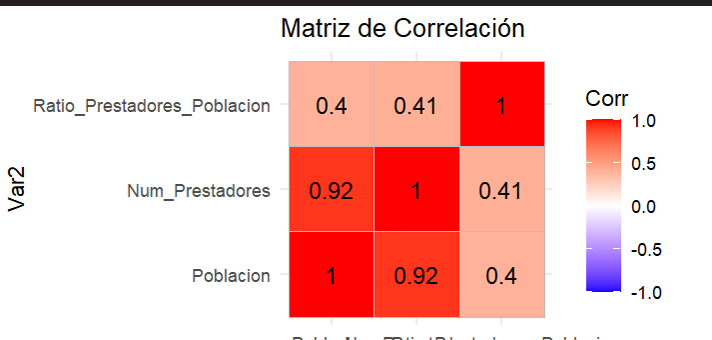 Matriz de Correlación
Corr
Ratio_Prestadores_Poblacion 0.4 0.41 1
Num_Prestadores 0.92 1 0.41
Poblacion 1 0.92 0.4
Var2
1.0
0.5
0.0
-0.5
-1.0